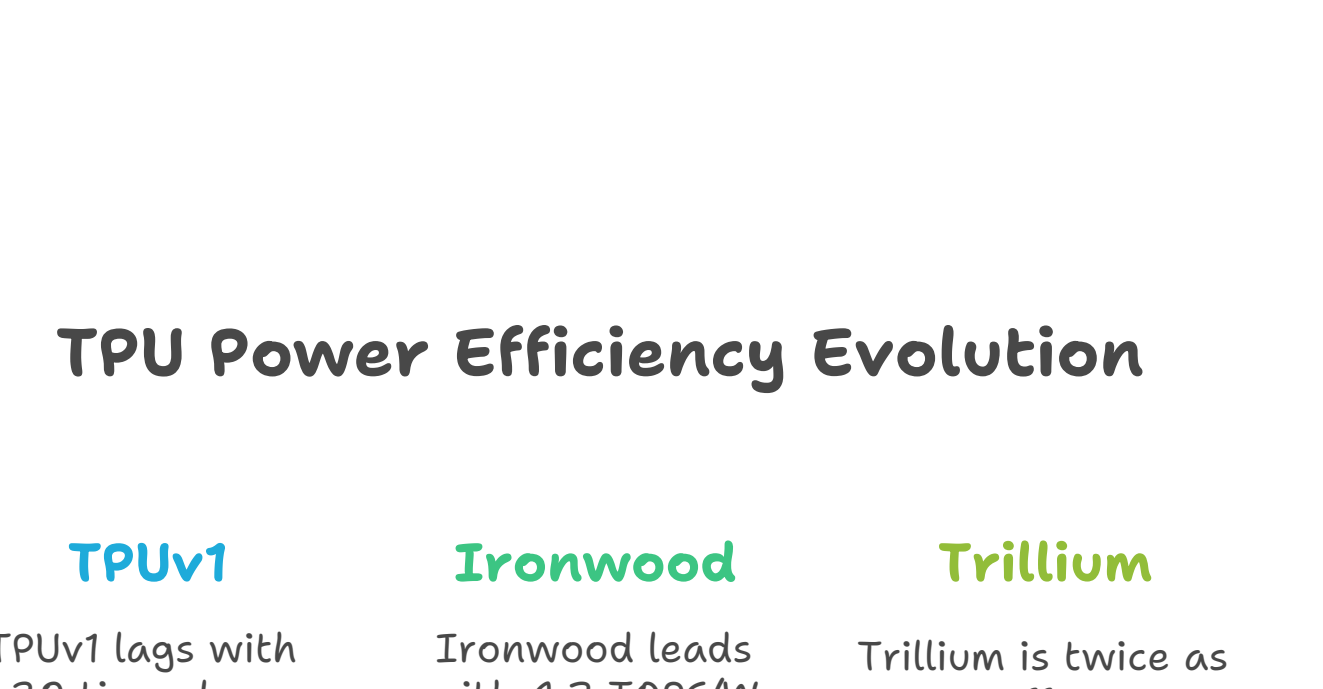 TPU Power Efficiency Evolution
TPUv1
Ironwood
Trillium
TPUv1 lags with
Ironwood leads
Trillium is twice as